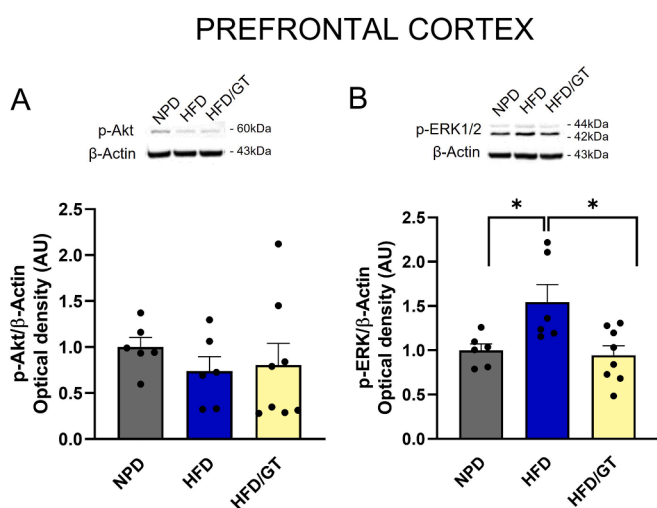 PREFRONTAL CORTEX
A
NPD HFD HFD/GT
p-Akt - 60kDa
β-Actin - 43kDa
p-Akt/β-Actin
Optical density (AU)
2.5
2.0
1.5
1.0
0.5
0.0
NPD HFD HFD/GT
B
NPD HFD HFD/GT
p-ERK1/2 - 44kDa
- 42kDa
β-Actin - 43kDa
p-ERK/β-Actin
Optical density (AU)
2.5
2.0
1.5
1.0
0.5
0.0
* *
NPD HFD HFD/GT